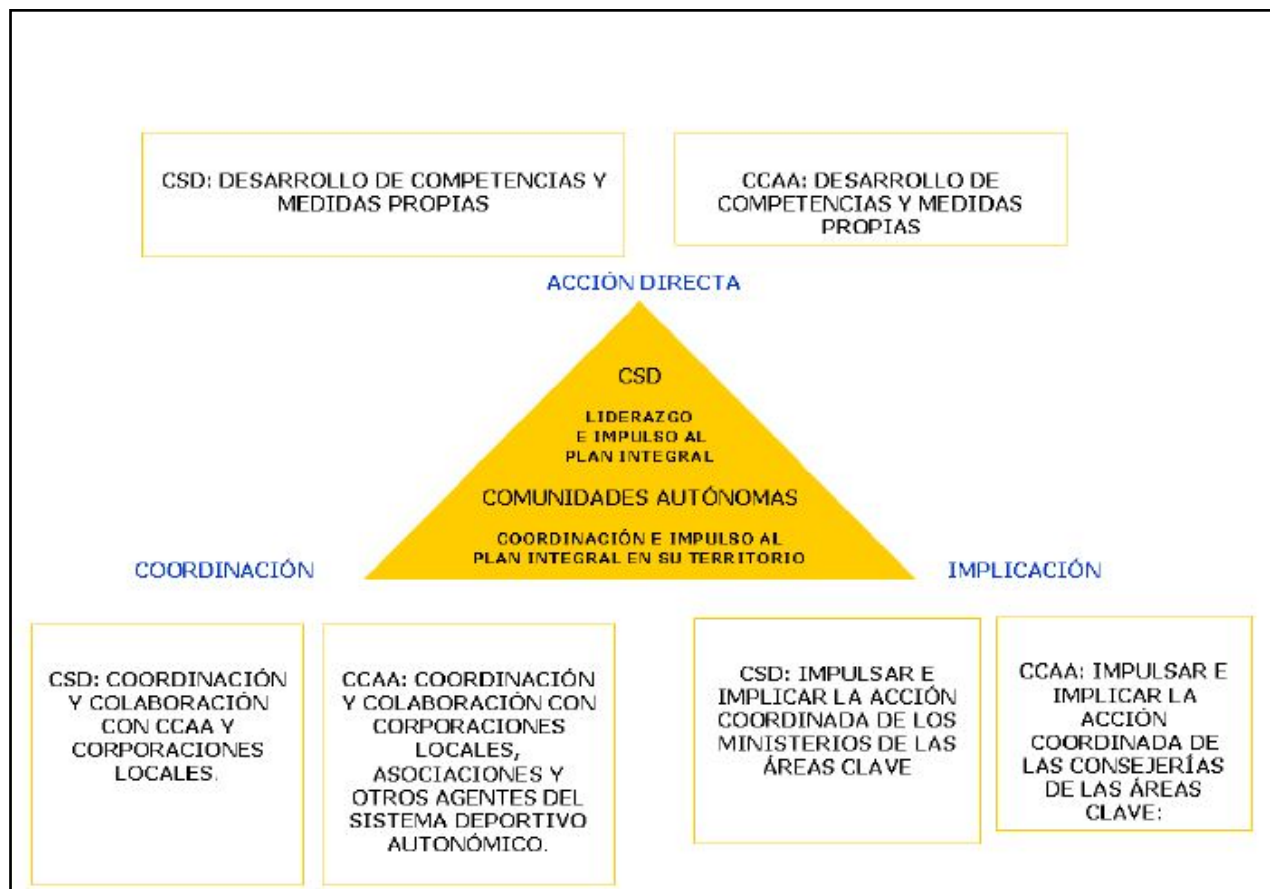 CSD: DESARROLLO DE COMPETENCIAS Y
MEDIDAS PROPIAS
CCAA: DESARROLLO DE
COMPETENCIAS Y MEDIDAS
PROPIAS
ACCIÓN DIRECTA
CSD
LIDERAZGO
E IMPULSO AL
PLAN INTEGRAL
COMUNIDADES AUTÓNOMAS
COORDINACIÓN E IMPULSO AL
PLAN INTEGRAL EN SU TERRITORIO
COORDINACIÓN
IMPLICACIÓN
CSD: COORDINACIÓN
Y COLABORACIÓN
CON CCAA Y
CORPORACIONES
LOCALES.
CCAA: COORDINACIÓN
Y COLABORACIÓN CON
CORPORACIONES
LOCALES,
ASOCIACIONES Y
OTROS AGENTES DEL
SISTEMA DEPORTIVO
AUTONÓMICO.
CSD: IMPULSAR E
IMPLICAR LA ACCIÓN
COORDINADA DE LOS
MINISTERIOS DE LAS
ÁREAS CLAVE
CCAA: IMPULSAR E
IMPLICAR LA
ACCIÓN
COORDINADA DE
LAS CONSEJERÍAS
DE LAS ÁREAS
CLAVE: